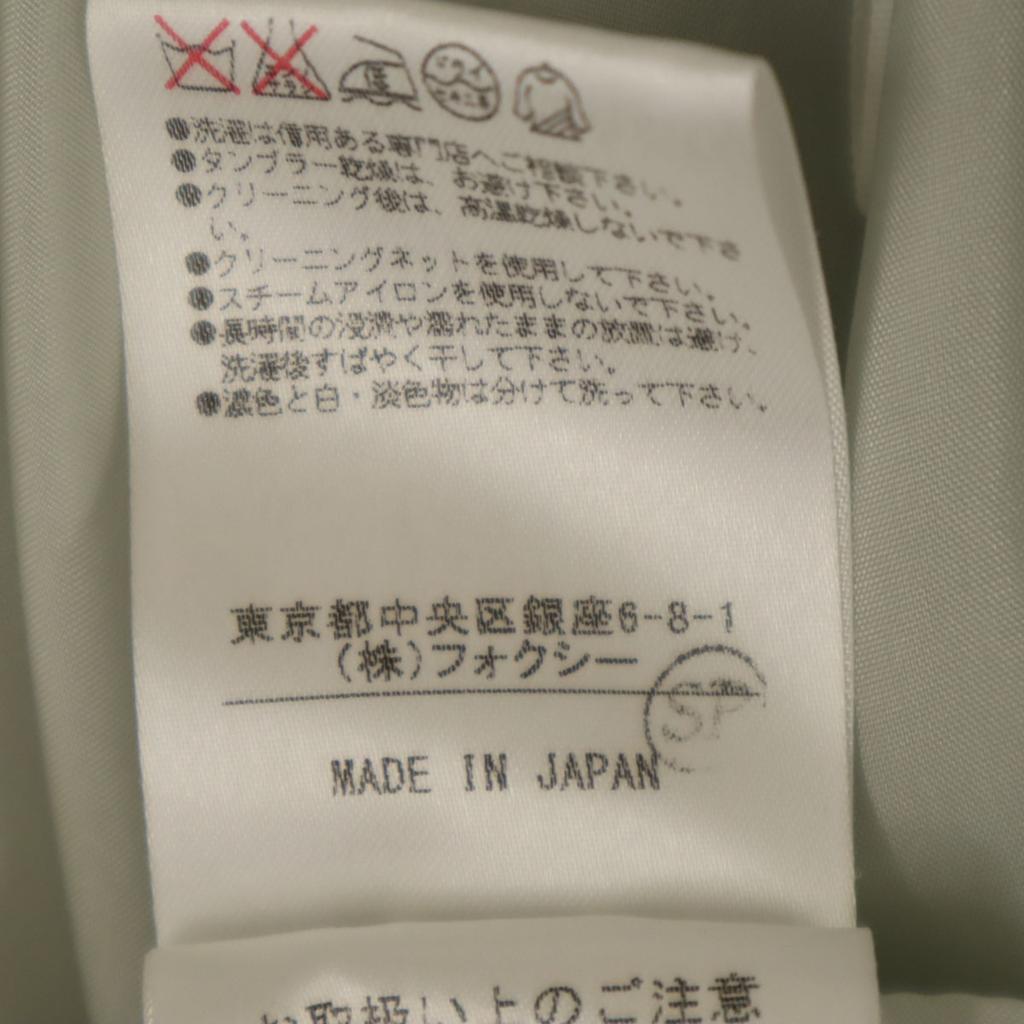 ●洗濯は信用ある専門店へご相談下さい。
●タンブラー乾燥は、お避け下さい。
●クリーニング後は、高温乾燥しないで下さ
い。
●クリーニングネットを使用して下さい。
●スチームアイロンを使用しないで下さい。
●長時間の浸漬や濡れたままの放置は避け、
洗濯後すばやく干して下さい。
●濃色と白・淡色物は分けて洗って下さい。
東京都中央区銀座6-8-1
(株)フォクシー
MADE IN JAPAN
お取扱い上のご注意